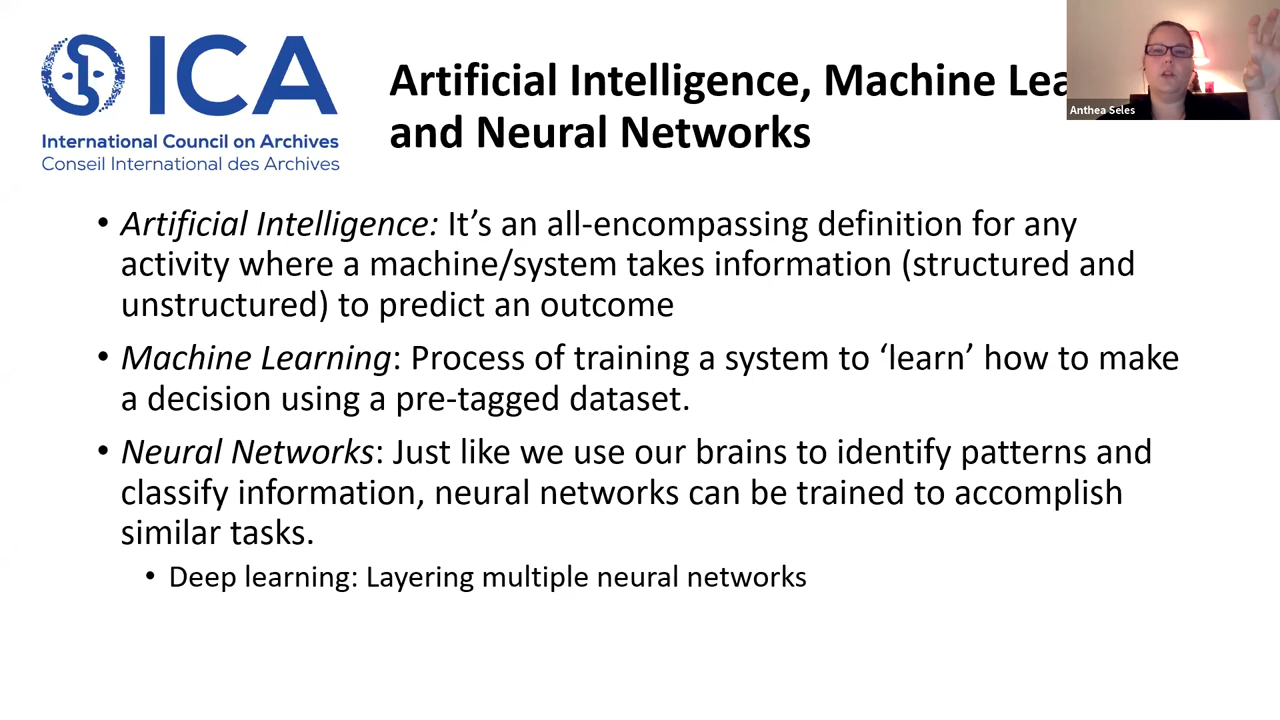 ICA
International Council on Archives
Conseil International des Archives
Artificial Intelligence, Machine Lea
and Neural Networks
Anthea Seles
• Artificial Intelligence: It’s an all-encompassing definition for any
activity where a machine/system takes information (structured and
unstructured) to predict an outcome
• Machine Learning: Process of training a system to ‘learn’ how to make
a decision using a pre-tagged dataset.
• Neural Networks: Just like we use our brains to identify patterns and
classify information, neural networks can be trained to accomplish
similar tasks.
• Deep learning: Layering multiple neural networks